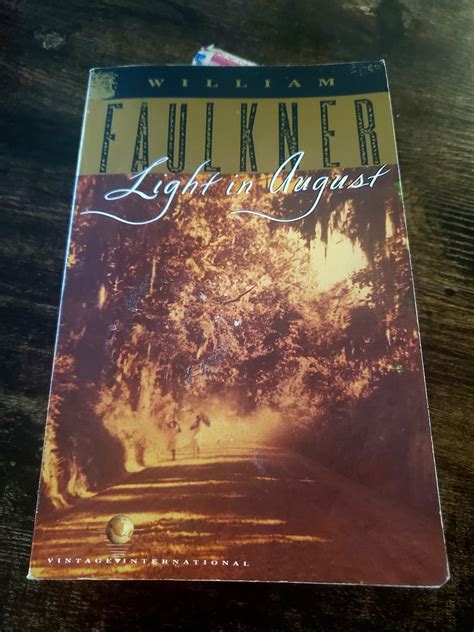 WILLIAM
FAULKNER
Light in August
VINTAGE INTERNATIONAL